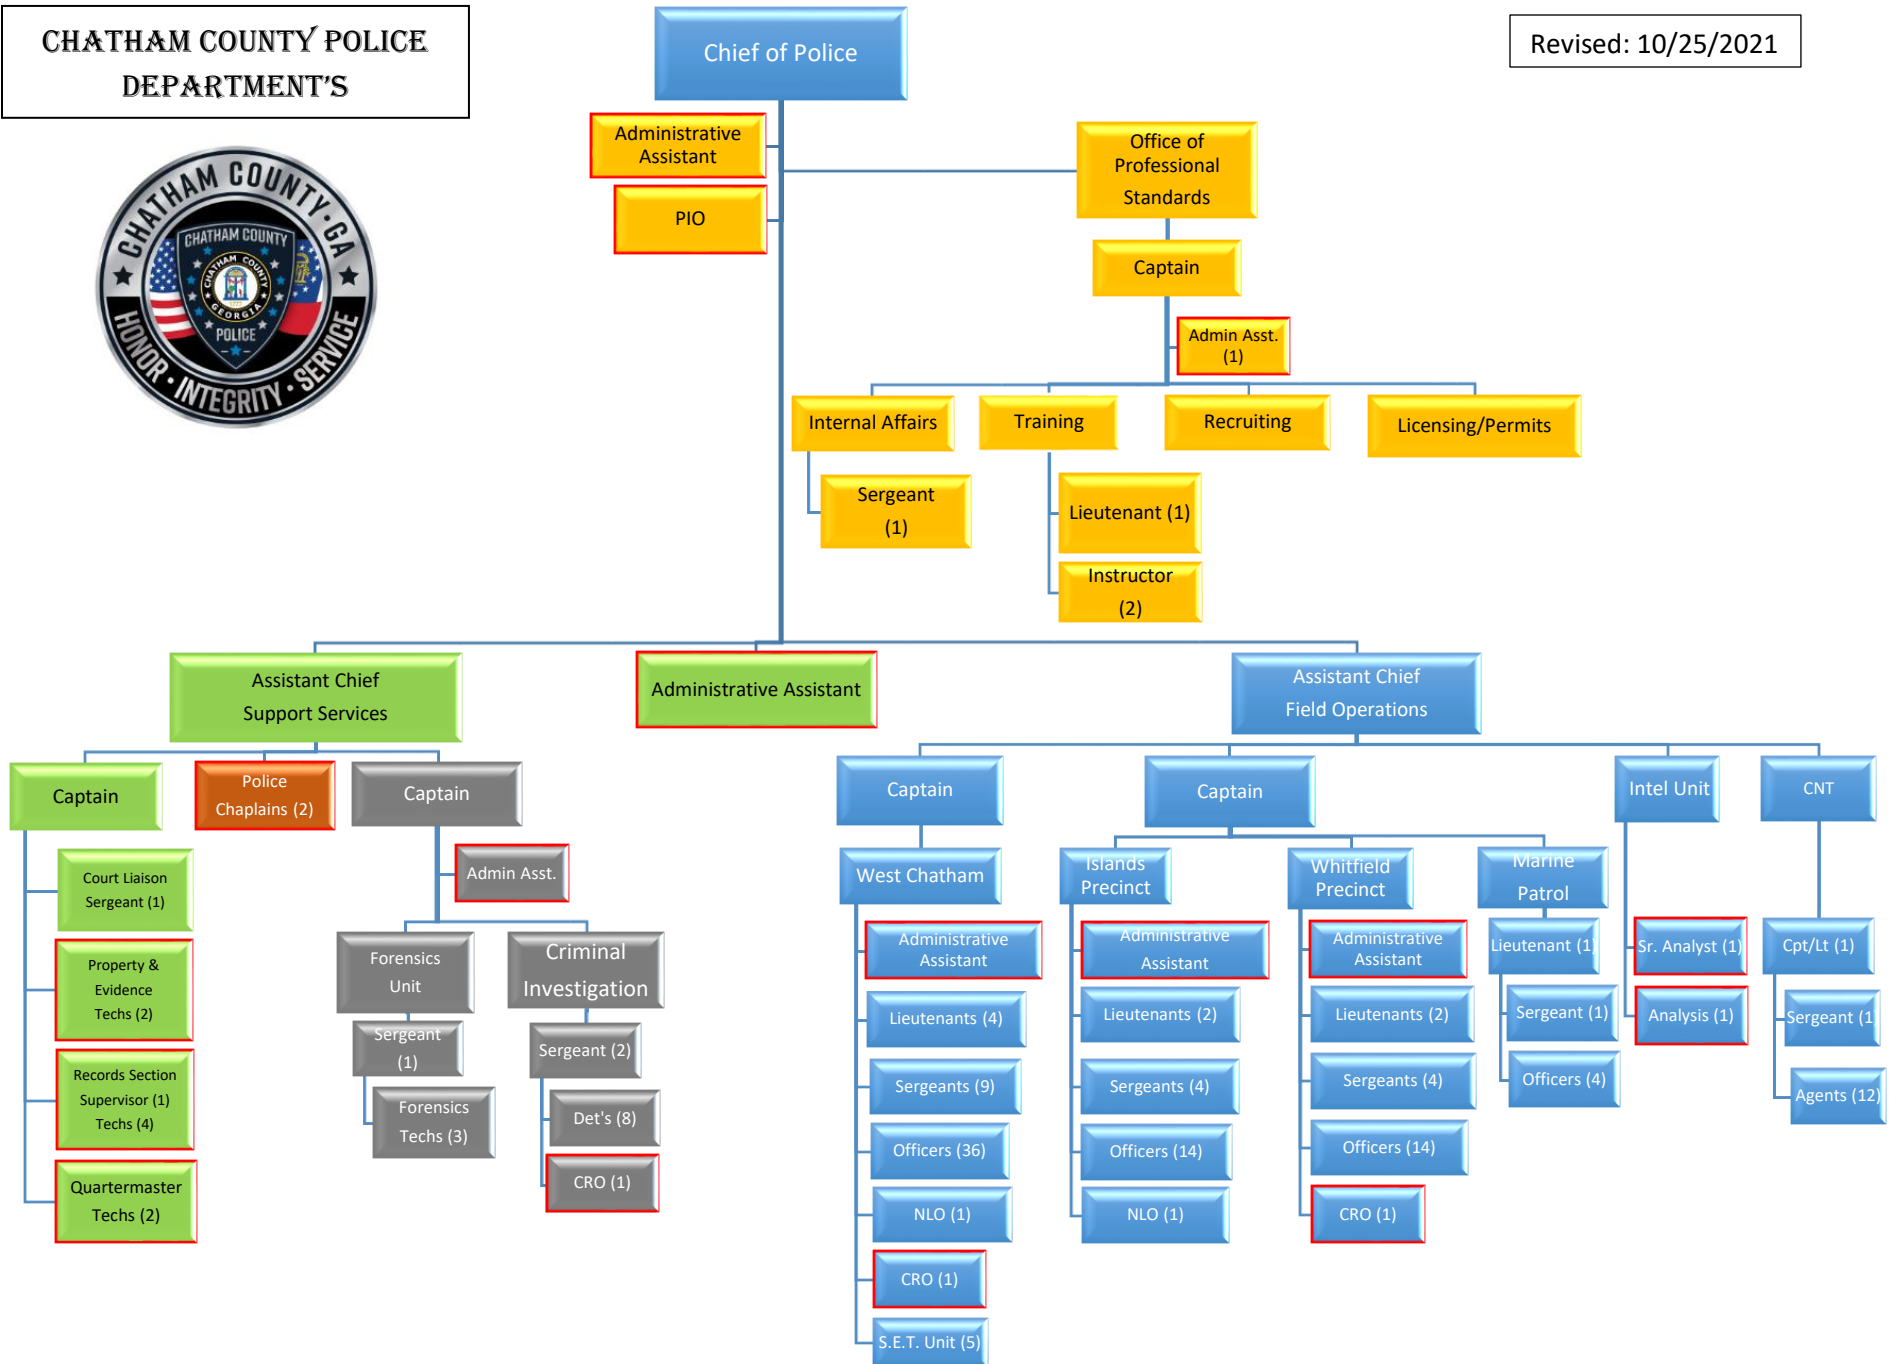 CHATHAM COUNTY POLICE
DEPARTMENT'S
Revised: 10/25/2021
CHATHAM COUNTY·GA
HONOR · INTEGRITY · SERVICE
CHATHAM COUNTY
CHATHAM COUNTY
GEORGIA
POLICE
Chief of Police
Administrative
Assistant
PIO
Office of
Professional
Standards
Captain
Admin Asst.
(1)
Internal Affairs
Training
Recruiting
Licensing/Permits
Sergeant
(1)
Lieutenant (1)
Instructor
(2)
Assistant Chief
Support Services
Administrative Assistant
Assistant Chief
Field Operations
Captain
Police
Chaplains (2)
Captain
Court Liaison
Sergeant (1)
Property &
Evidence
Techs (2)
Records Section
Supervisor (1)
Techs (4)
Quartermaster
Techs (2)
Admin Asst.
Forensics
Unit
Sergeant
(1)
Forensics
Techs (3)
Criminal
Investigation
Sergeant (2)
Det's (8)
CRO (1)
Captain
West Chatham
Administrative
Assistant
Lieutenants (4)
Sergeants (9)
Officers (36)
NLO (1)
CRO (1)
S.E.T. Unit (5)
Captain
Islands
Precinct
Administrative
Assistant
Lieutenants (2)
Sergeants (4)
Officers (14)
NLO (1)
Whitfield
Precinct
Administrative
Assistant
Lieutenants (2)
Sergeants (4)
Officers (14)
CRO (1)
Marine
Patrol
Lieutenant (1)
Sergeant (1)
Officers (4)
Intel Unit
Sr. Analyst (1)
Analysis (1)
CNT
Cpt/Lt (1)
Sergeant (1
Agents (12)